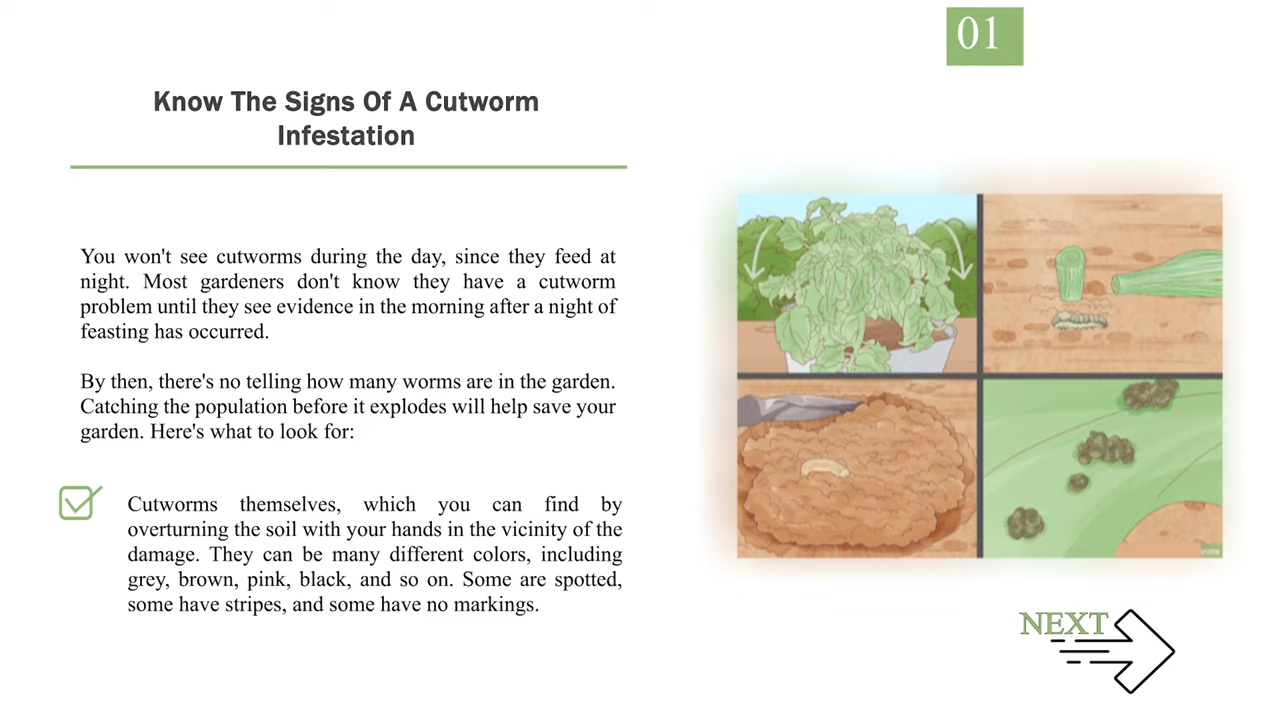 01
Know The Signs Of A Cutworm
Infestation
You won't see cutworms during the day, since they feed at
night. Most gardeners don't know they have a cutworm
problem until they see evidence in the morning after a night of
feasting has occurred.
By then, there's no telling how many worms are in the garden.
Catching the population before it explodes will help save your
garden. Here's what to look for:
Cutworms themselves, which you can find by
overturning the soil with your hands in the vicinity of the
damage. They can be many different colors, including
grey, brown, pink, black, and so on. Some are spotted,
some have stripes, and some have no markings.
NEXT